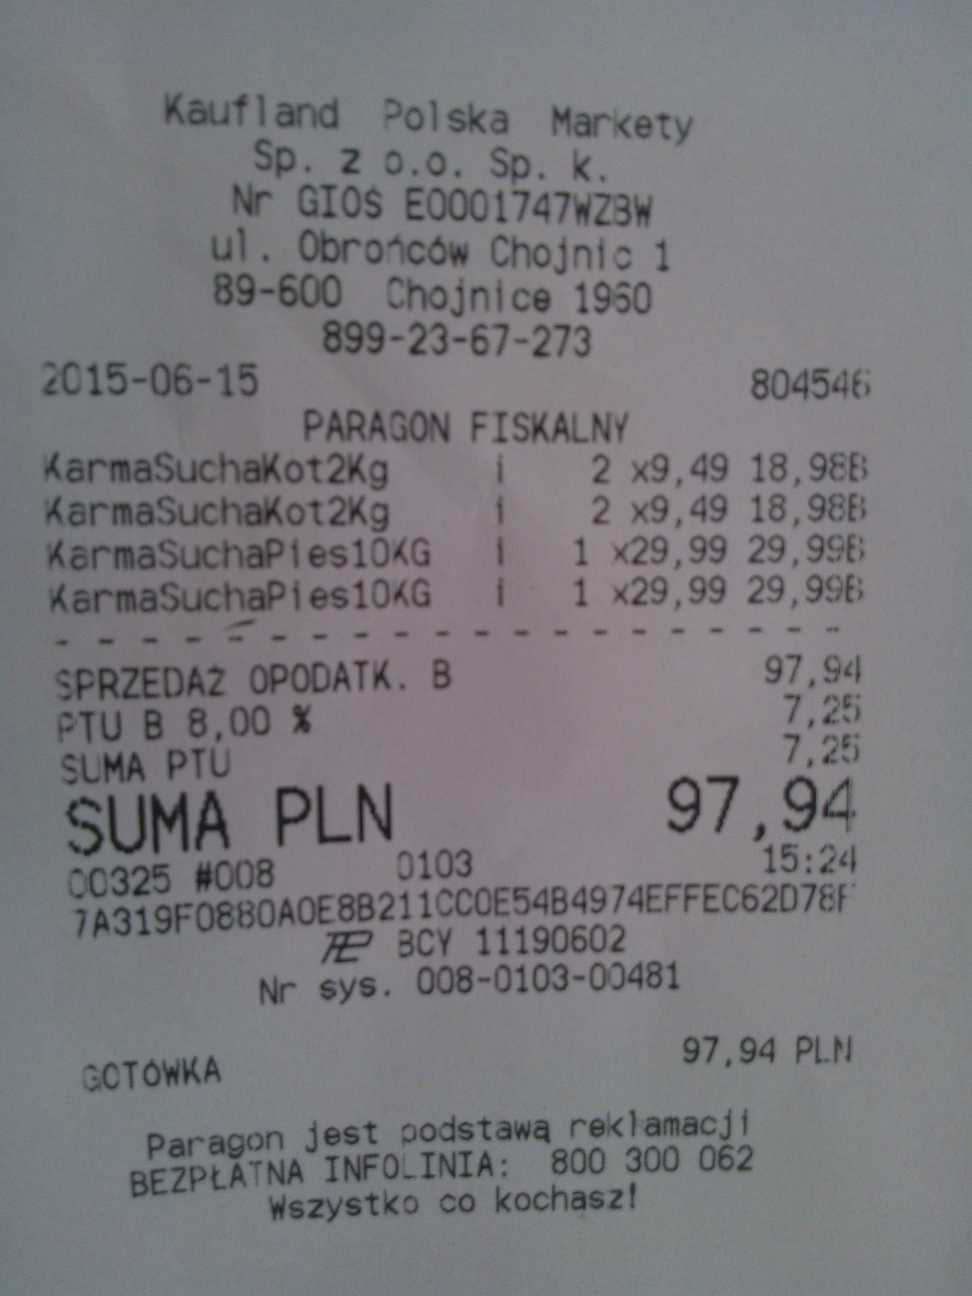 Kaufland Polska Markety
Sp. z o.o. Sp. k.
Nr GIOŚ E0001747WZBW
ul. Obrońców Chojnic 1
89-600 Chojnice 1960
899-23-67-273
2015-06-15 804546
PARAGON FISKALNY
KarmaSuchaKot2Kg i 2 x9,49 18,98B
KarmaSuchaKot2Kg i 2 x9,49 18,98B
KarmaSuchaPies10KG i 1 x29,99 29,99B
KarmaSuchaPies10KG i 1 x29,99 29,99B
- - - - - - - - - - - - - - - - - - -
SPRZEDAŻ OPODATK. B 97,94
PTU B 8,00 % 7,25
SUMA PTU 7,25
SUMA PLN 97,94
00325 #008 0103 15:24
7A319F0880A0E8B211CC0E54B4974EFFEC62D78F
BCY 11190602
Nr sys. 008-0103-00481
GOTÓWKA 97,94 PLN
Paragon jest podstawą reklamacji
BEZPŁATNA INFOLINIA: 800 300 062
Wszystko co kochasz!